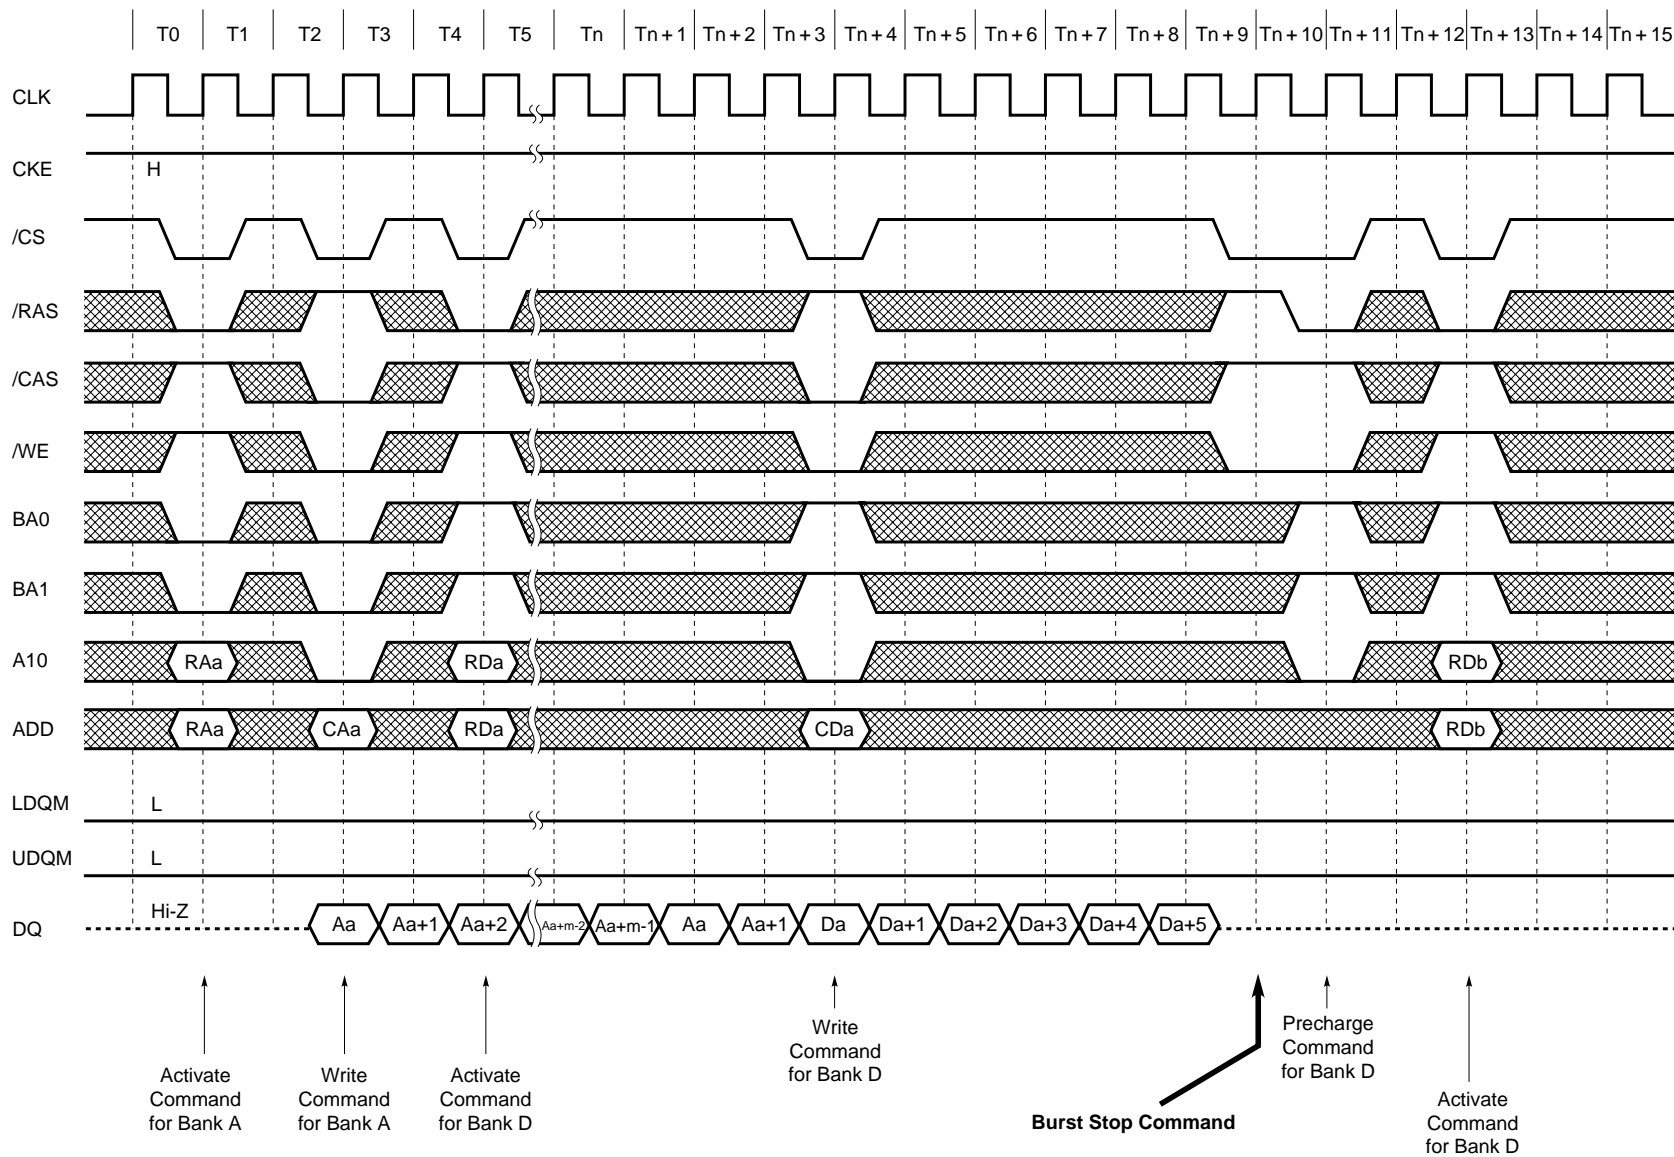 T0 T1 T2 T3 T4 T5 Tn Tn + 1 Tn + 2 Tn + 3 Tn + 4 Tn + 5 Tn + 6 Tn + 7 Tn + 8 Tn + 9 Tn + 10 Tn + 11 Tn + 12 Tn + 13 Tn + 14 Tn + 15
CLK
CKE H
/CS
/RAS
/CAS
/WE
BA0
BA1
A10 RAa RDa RDb
ADD RAa CAa RDa CDa RDb
LDQM L
UDQM L
DQ Hi-Z Aa Aa+1 Aa+2 Aa+m-2 Aa+m-1 Aa Aa+1 Da Da+1 Da+2 Da+3 Da+4 Da+5
Activate
Command
for Bank A
Write
Command
for Bank A
Activate
Command
for Bank D
Write
Command
for Bank D
Burst Stop Command
Precharge
Command
for Bank D
Activate
Command
for Bank D